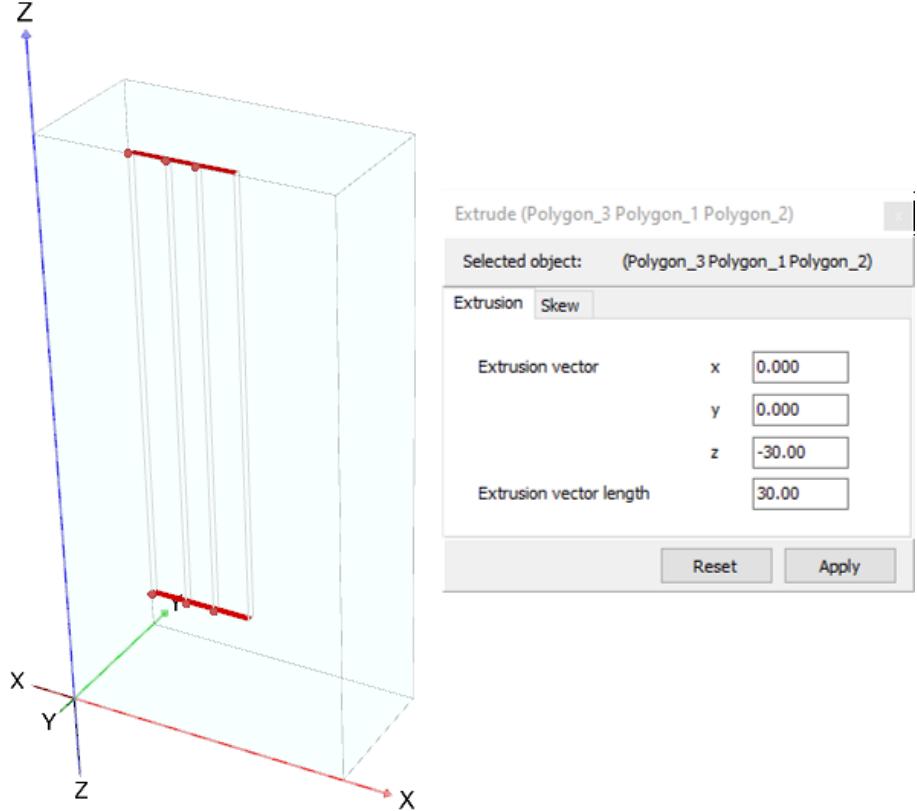 Z
Y
X
Y
Z
X
Extrude (Polygon_3 Polygon_1 Polygon_2)
x
Selected object: (Polygon_3 Polygon_1 Polygon_2)
Extrusion Skew
Extrusion vector x 0.000
y 0.000
z -30.00
Extrusion vector length 30.00
Reset Apply